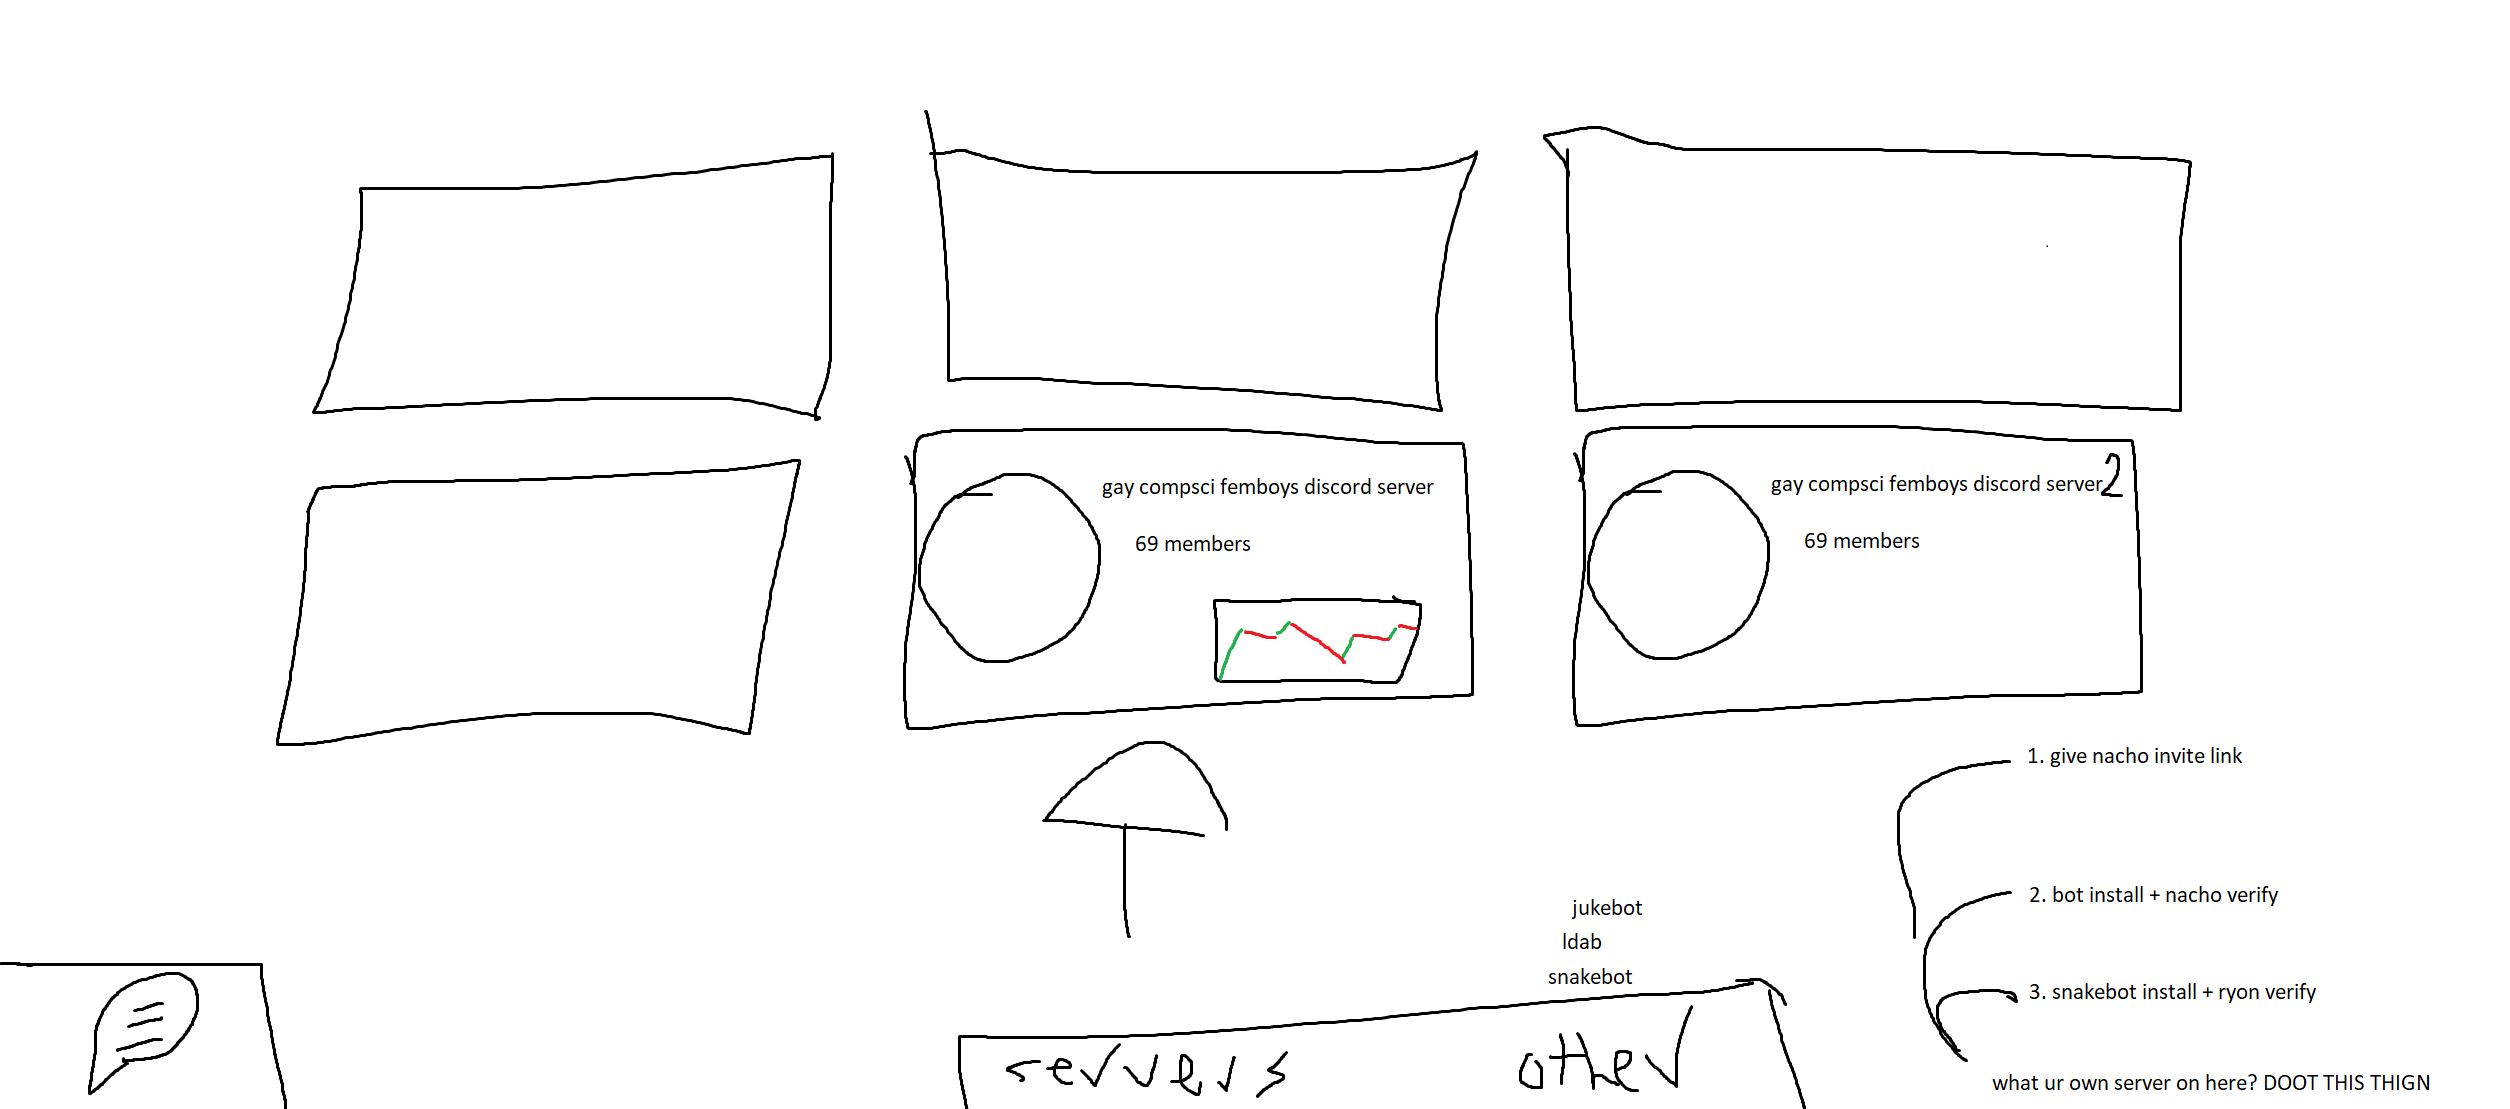 gay compsci femboys discord server
69 members
gay compsci femboys discord server2
69 members
1. give nacho invite link
2. bot install + nacho verify
3. snakebot install + ryon verify
what ur own server on here? DOOT THIS THIGN
jukebot
ldab
snakebot
servers
other